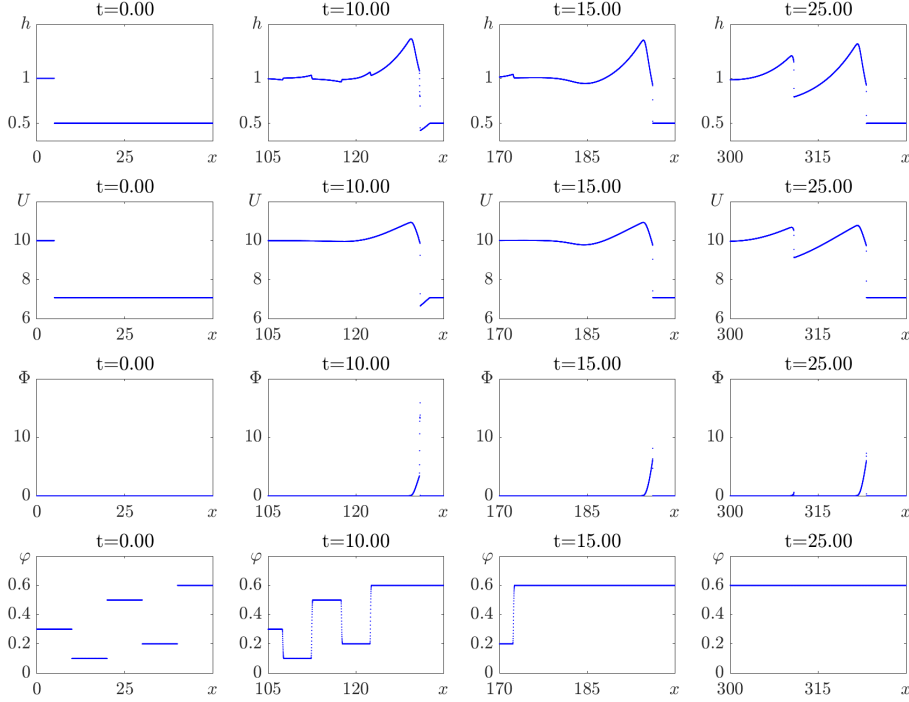 t=0.00 t=10.00 t=15.00 t=25.00
h h h h
1 1 1 1
0.5 0.5 0.5 0.5
0 25 x 105 120 x 170 185 x 300 315 x
t=0.00 t=10.00 t=15.00 t=25.00
U U U U
10 10 10 10
8 8 8 8
6 6 6 6
0 25 x 105 120 x 170 185 x 300 315 x
t=0.00 t=10.00 t=15.00 t=25.00
Φ Φ Φ Φ
10 10 10 10
0 0 0 0
0 25 x 105 120 x 170 185 x 300 315 x
t=0.00 t=10.00 t=15.00 t=25.00
φ φ φ φ
0.6 0.6 0.6 0.6
0.4 0.4 0.4 0.4
0.2 0.2 0.2 0.2
0 0 0 0
0 25 x 105 120 x 170 185 x 300 315 x